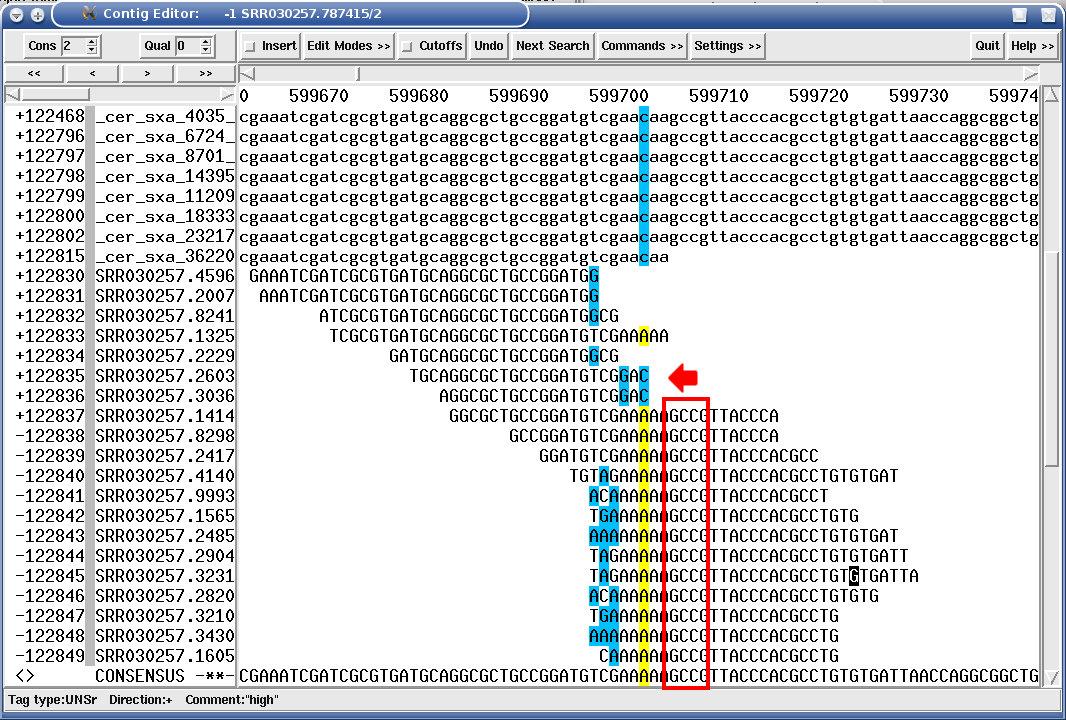 Contig Editor: -1 SRR030257.787415/2
Cons 2 Qual 0 Insert Edit Modes >> Cutoffs Undo Next Search Commands >> Settings >> Quit Help >>
<< < > >>
0 599670 599680 599690 599700 599710 599720 599730 59974
+122468 _cer_sxa_4035_ cgaaatcgatcgcgtgatgcaggcgctgccggatgtcgaacaagccgttacccacgcctgtgtgattaaccaggcggctg
+122796 _cer_sxa_6724_ cgaaatcgatcgcgtgatgcaggcgctgccggatgtcgaacaagccgttacccacgcctgtgtgattaaccaggcggctg
+122797 _cer_sxa_8701_ cgaaatcgatcgcgtgatgcaggcgctgccggatgtcgaacaagccgttacccacgcctgtgtgattaaccaggcggctg
+122798 _cer_sxa_14395 cgaaatcgatcgcgtgatgcaggcgctgccggatgtcgaacaagccgttacccacgcctgtgtgattaaccaggcggctg
+122799 _cer_sxa_11209 cgaaatcgatcgcgtgatgcaggcgctgccggatgtcgaacaagccgttacccacgcctgtgtgattaaccaggcggctg
+122800 _cer_sxa_18333 cgaaatcgatcgcgtgatgcaggcgctgccggatgtcgaacaagccgttacccacgcctgtgtgattaaccaggcggctg
+122802 _cer_sxa_23217 cgaaatcgatcgcgtgatgcaggcgctgccggatgtcgaacaagccgttacccacgcctgtgtgattaaccaggcggctg
+122815 _cer_sxa_36220 cgaaatcgatcgcgtgatgcaggcgctgccggatgtcgaacaa
+122830 SRR030257.4596 GAAATCGATCGCGTGATGCAGGCGCTGCCGGATGG
+122831 SRR030257.2007 AAATCGATCGCGTGATGCAGGCGCTGCCGGATGG
+122832 SRR030257.8241 ATCGCGTGATGCAGGCGCTGCCGGATGGCG
+122833 SRR030257.1325 TCGCGTGATGCAGGCGCTGCCGGATGTCGAAAAA
+122834 SRR030257.2229 GATGCAGGCGCTGCCGGATGGCG
+122835 SRR030257.2603 TGCAGGCGCTGCCGGATGTCGGAC
+122836 SRR030257.3036 AGGCGCTGCCGGATGTCGGAC
+122837 SRR030257.1414 GGCGCTGCCGGATGTCGAAAAAGCCGTTACCCA
-122838 SRR030257.8298 GCCGGATGTCGAAAAAGCCGTTACCCA
-122839 SRR030257.2417 GGATGTCGAAAAAGCCGTTACCCACGCC
-122840 SRR030257.4140 TGTAGAAAAAGCCGTTACCCACGCCTGTGTGAT
-122841 SRR030257.9993 ACAAAAAAGCCGTTACCCACGCCT
-122842 SRR030257.1565 TGAAAAAAGCCGTTACCCACGCCTGTG
-122843 SRR030257.2485 AAAAAAAAGCCGTTACCCACGCCTGTGTGAT
-122844 SRR030257.2904 TAGAAAAAGCCGTTACCCACGCCTGTGTGATT
-122845 SRR030257.3231 TAGAAAAAGCCGTTACCCACGCCTGTGTGATTA
-122846 SRR030257.2820 ACAAAAAAGCCGTTACCCACGCCTGTGTG
-122847 SRR030257.3210 TGAAAAAAGCCGTTACCCACGCCTG
-122848 SRR030257.3430 AAAAAAAAGCCGTTACCCACGCCTG
-122849 SRR030257.1605 CAAAAAAGCCGTTACCCACGCCTG
<> CONSENSUS -**- CGAAATCGATCGCGTGATGCAGGCGCTGCCGGATGTCGAAAAAGCCGTTACCCACGCCTGTGTGATTAACCAGGCGGCTG
Tag type:UNSr Direction:+ Comment:"high"